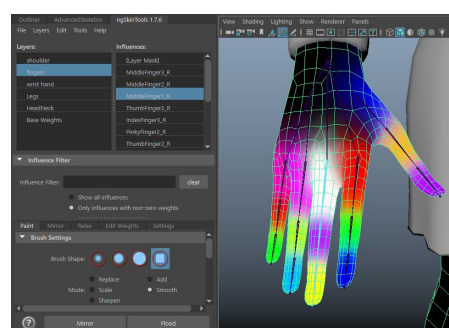 Outliner AdvancedSkeleton ngSkinTools 1.7.6
File Layers Edit Tools Help
View Shading Lighting Show Renderer Panels
Layers: Influences:
shoulder [Layer Mask]
fingers MiddleFinger3_R
wrist hand MiddleFinger2_R
Legs MiddleFinger1_R
HeadNeck ThumbFinger3_R
Base Weights IndexFinger3_R
PinkyFinger2_R
ThumbFinger2_R
Influence Filter
Influence Filter: clear
Show all influences
Only influences with non-zero weights
Paint Mirror Relax Edit Weights Settings
Brush Settings
Brush Shape:
Replace Add
Mode: Scale Smooth
Sharpen
? Mirror Flood